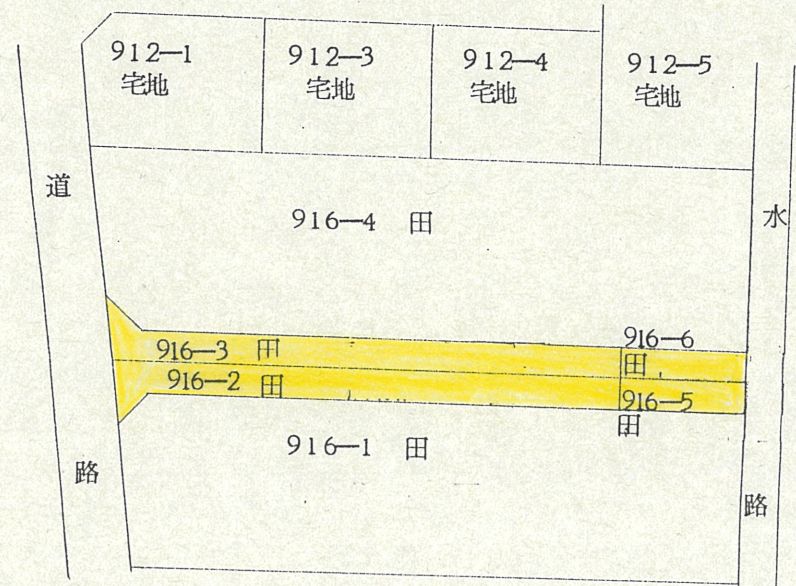 912—1
宅地
912—3
宅地
912—4
宅地
912—5
宅地
道
路
水
路
916—4 田
916—3 田
916—6
田
916—2 田
916—5
田
916—1 田